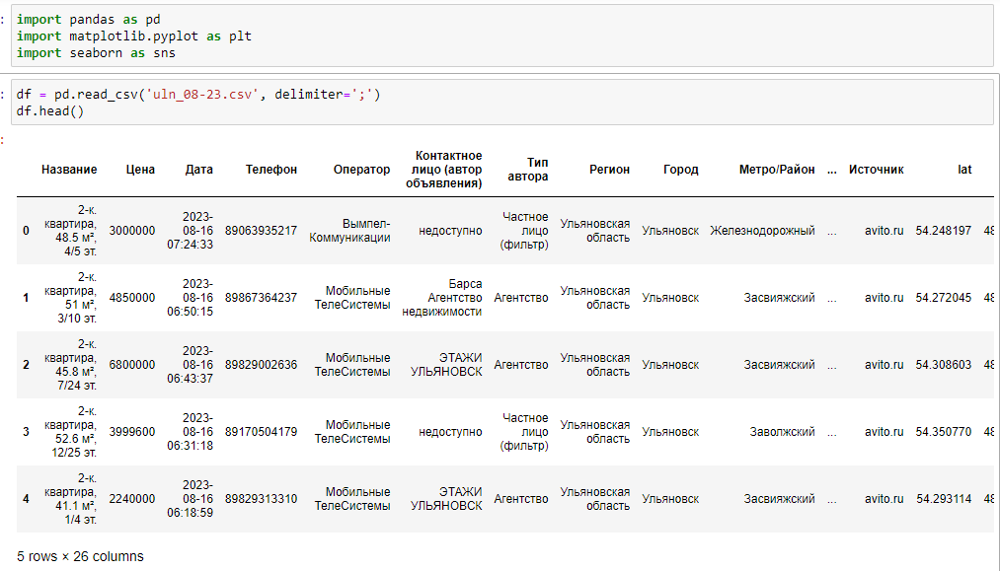 import pandas as pd
import matplotlib.pyplot as plt
import seaborn as sns
df = pd.read_csv('uln_08-23.csv', delimiter=';')
df.head()
Название Цена Дата Телефон Оператор Контактное лицо (автор объявления) Тип автора Регион Город Метро/Район ... Источник lat
0 2-к. квартира, 48.5 м², 4/5 эт. 3000000 2023-08-16 07:24:33 89063935217 Вымпел-Коммуникации недоступно Частное лицо (фильтр) Ульяновская область Ульяновск Железнодорожный ... avito.ru 54.248197 48
1 2-к. квартира, 51 м², 3/10 эт. 4850000 2023-08-16 06:50:15 89867364237 Мобильные ТелеСистемы Барса Агентство недвижимости Агентство Ульяновская область Ульяновск Засвияжский ... avito.ru 54.272045 48
2 2-к. квартира, 45.8 м², 7/24 эт. 6800000 2023-08-16 06:43:37 89829002636 Мобильные ТелеСистемы ЭТАЖИ УЛЬЯНОВСК Агентство Ульяновская область Ульяновск Засвияжский ... avito.ru 54.308603 48
3 2-к. квартира, 52.6 м², 12/25 эт. 3999600 2023-08-16 06:31:18 89170504179 Мобильные ТелеСистемы недоступно Частное лицо (фильтр) Ульяновская область Ульяновск Заволжский ... avito.ru 54.350770 48
4 2-к. квартира, 41.1 м², 1/4 эт. 2240000 2023-08-16 06:18:59 89829313310 Мобильные ТелеСистемы ЭТАЖИ УЛЬЯНОВСК Агентство Ульяновская область Ульяновск Засвияжский ... avito.ru 54.293114 48
5 rows × 26 columns